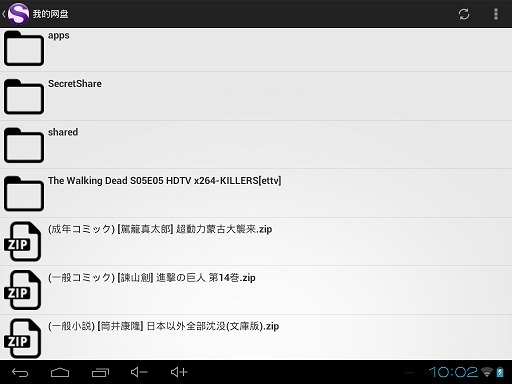 我的网盘
apps
SecretShare
shared
The Walking Dead S05E05 HDTV x264-KILLERS[ettv]
(成年コミック) [駕籠真太郎] 超動力蒙古大襲来.zip
ZIP
(一般コミック) [諫山創] 進撃の巨人 第14巻.zip
ZIP
(一般小説) [筒井康隆] 日本以外全部沈没(文庫版).zip
ZIP
10:02